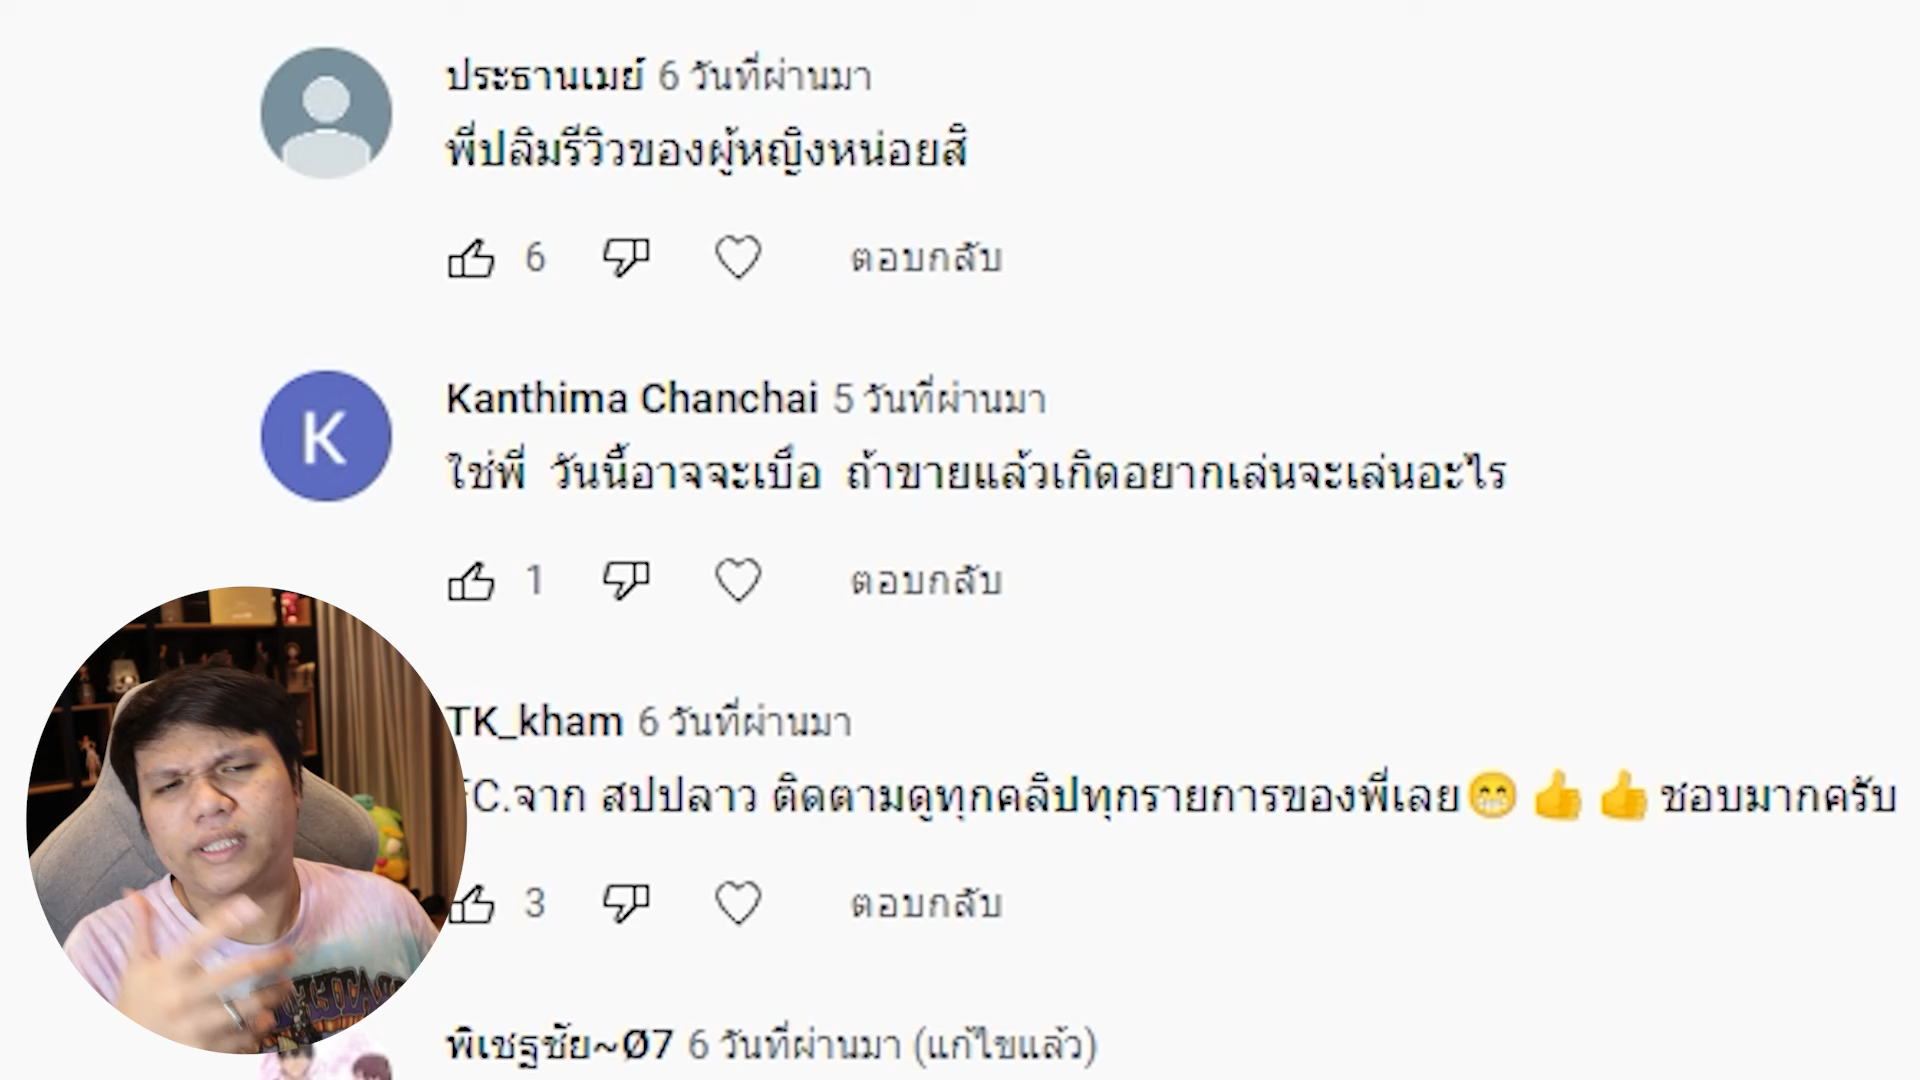 ประธานเมย์ 6 วันที่ผ่านมา
พี่ปลิมรีวิวของผู้หญิงหน่อยสิ
6 ตอบกลับ
K
Kanthima Chanchai 5 วันที่ผ่านมา
ใช่พี่ วันนี้อาจจะเบือ ถ้าขายแล้วเกิดอยากเล่นจะเล่นอะไร
1 ตอบกลับ
TK_kham 6 วันที่ผ่านมา
FC.จาก สปปลาว ติดตามดูทุกคลิปทุกรายการของพี่เลย😁👍👍ชอบมากครับ
3 ตอบกลับ
พิเชฐชัย~Ø7 6 วันที่ผ่านมา (แก้ไขแล้ว)